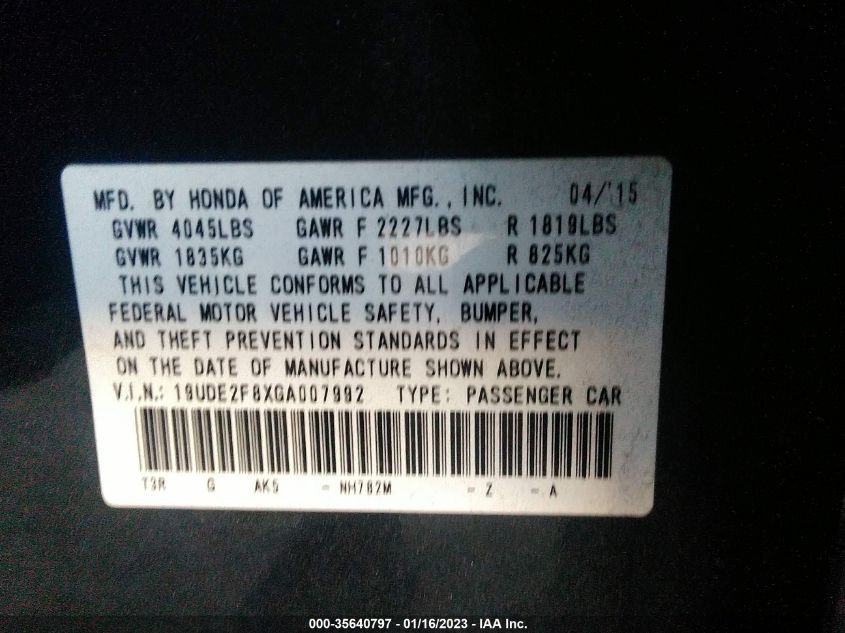 MFD. BY HONDA OF AMERICA MFG., INC. 04/'15
GVWR 4045LBS GAWR F 2227LBS R 1819LBS
GVWR 1835KG GAWR F 1010KG R 825KG
THIS VEHICLE CONFORMS TO ALL APPLICABLE
FEDERAL MOTOR VEHICLE SAFETY, BUMPER,
AND THEFT PREVENTION STANDARDS IN EFFECT
ON THE DATE OF MANUFACTURE SHOWN ABOVE.
V.I.N.: 19UDE2F8XGA007992 TYPE: PASSENGER CAR
T3R G AK5 - NH782M - Z - A
000-35640797 - 01/16/2023 - IAA Inc.